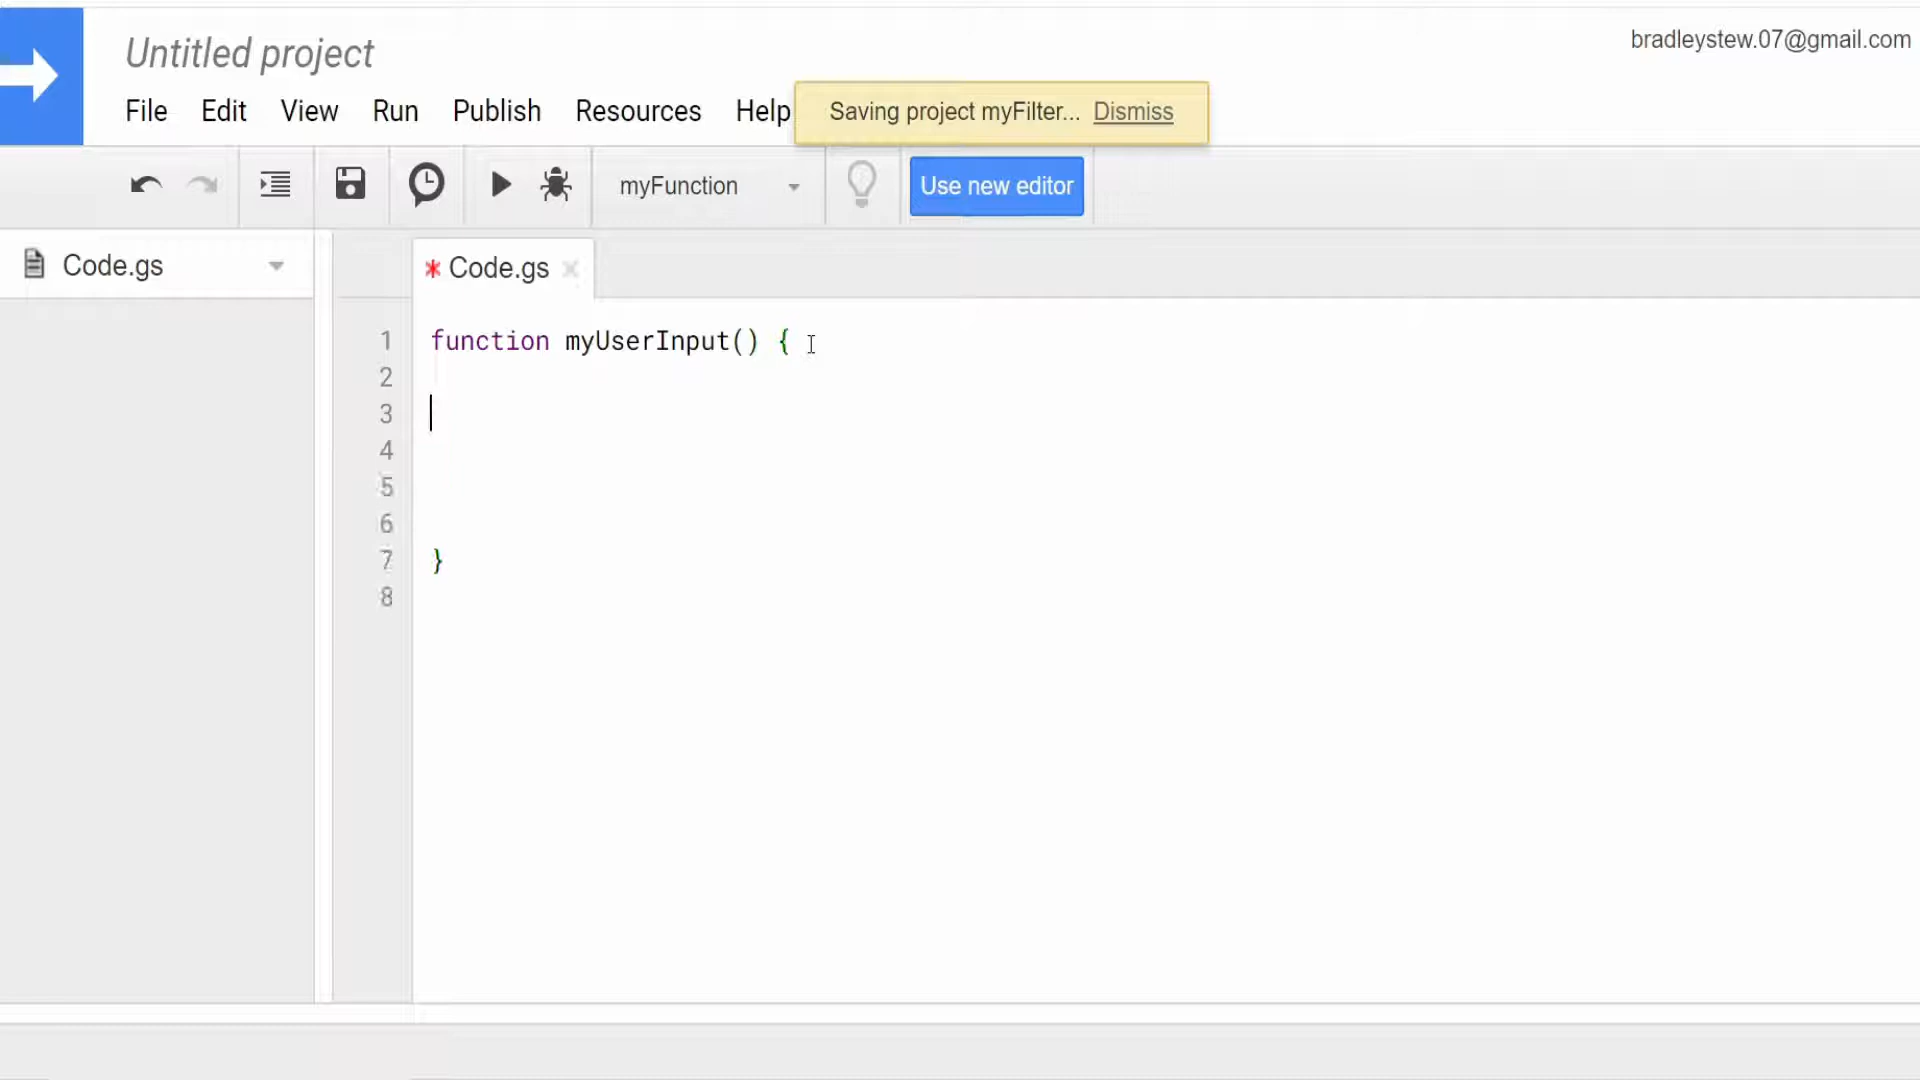 Untitled project
bradleystew.07@gmail.com
File Edit View Run Publish Resources Help
Saving project myFilter... Dismiss
myFunction
Use new editor
Code.gs
* Code.gs ×
1 function myUserInput() {
2
3
4
5
6
7 }
8